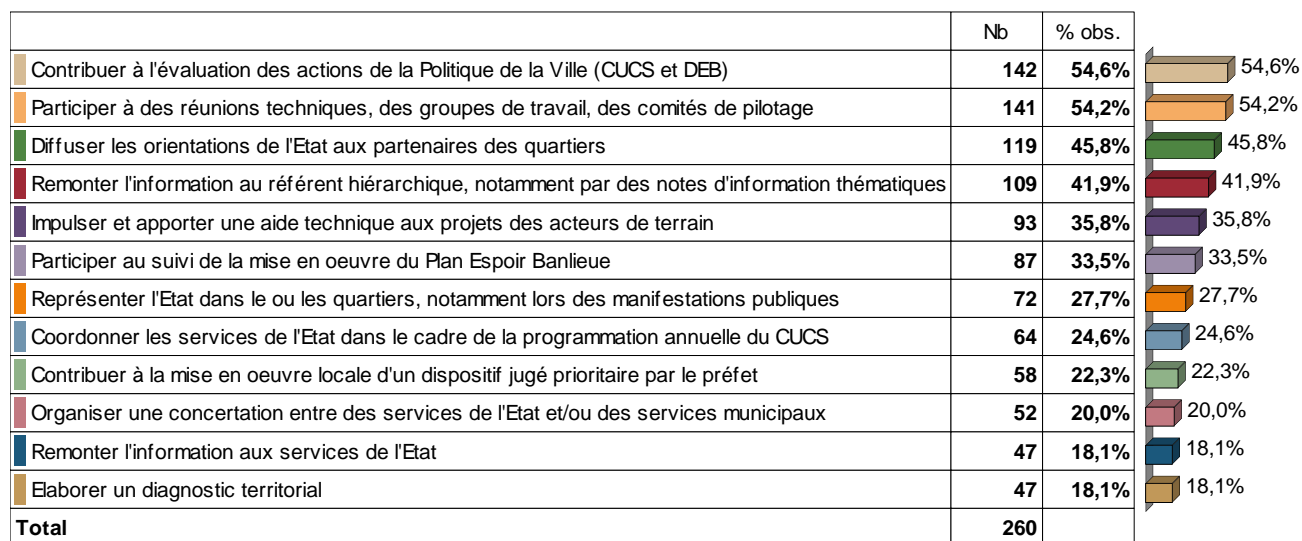 Nb % obs.
Contribuer à l'évaluation des actions de la Politique de la Ville (CUCS et DEB) 142 54,6% 54,6%
Participer à des réunions techniques, des groupes de travail, des comités de pilotage 141 54,2% 54,2%
Diffuser les orientations de l'Etat aux partenaires des quartiers 119 45,8% 45,8%
Remonter l'information au référent hiérarchique, notamment par des notes d'information thématiques 109 41,9% 41,9%
Impulser et apporter une aide technique aux projets des acteurs de terrain 93 35,8% 35,8%
Participer au suivi de la mise en oeuvre du Plan Espoir Banlieue 87 33,5% 33,5%
Représenter l'Etat dans le ou les quartiers, notamment lors des manifestations publiques 72 27,7% 27,7%
Coordonner les services de l'Etat dans le cadre de la programmation annuelle du CUCS 64 24,6% 24,6%
Contribuer à la mise en oeuvre locale d'un dispositif jugé prioritaire par le préfet 58 22,3% 22,3%
Organiser une concertation entre des services de l'Etat et/ou des services municipaux 52 20,0% 20,0%
Remonter l'information aux services de l'Etat 47 18,1% 18,1%
Elaborer un diagnostic territorial 47 18,1% 18,1%
Total 260